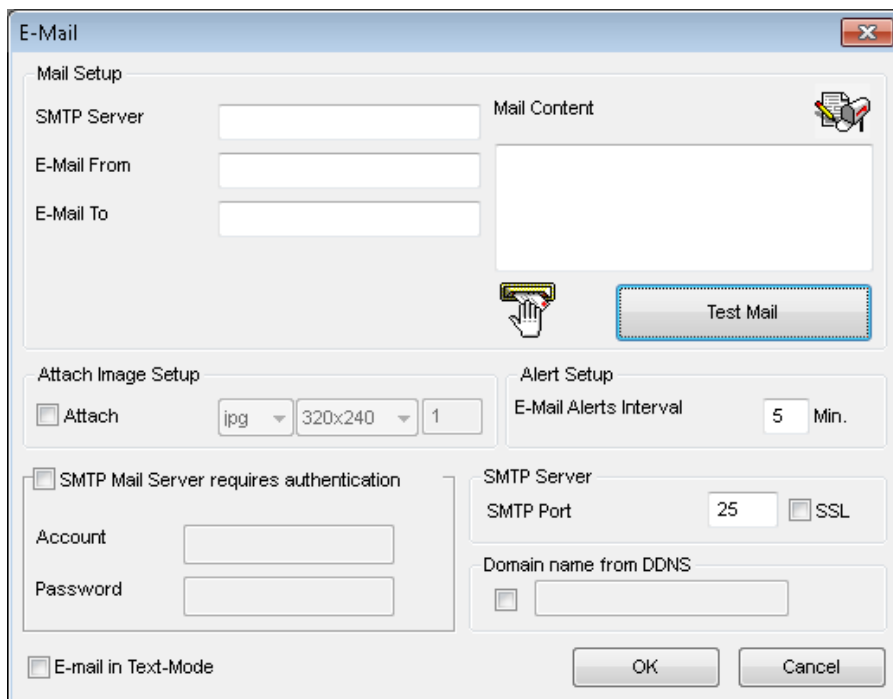 E-Mail
Mail Setup
SMTP Server
Mail Content
E-Mail From
E-Mail To
Test Mail
Attach Image Setup
Attach
jpg
320x240
1
Alert Setup
E-Mail Alerts Interval
5
Min.
SMTP Mail Server requires authentication
Account
Password
SMTP Server
SMTP Port
25
SSL
Domain name from DDNS
E-mail in Text-Mode
OK
Cancel